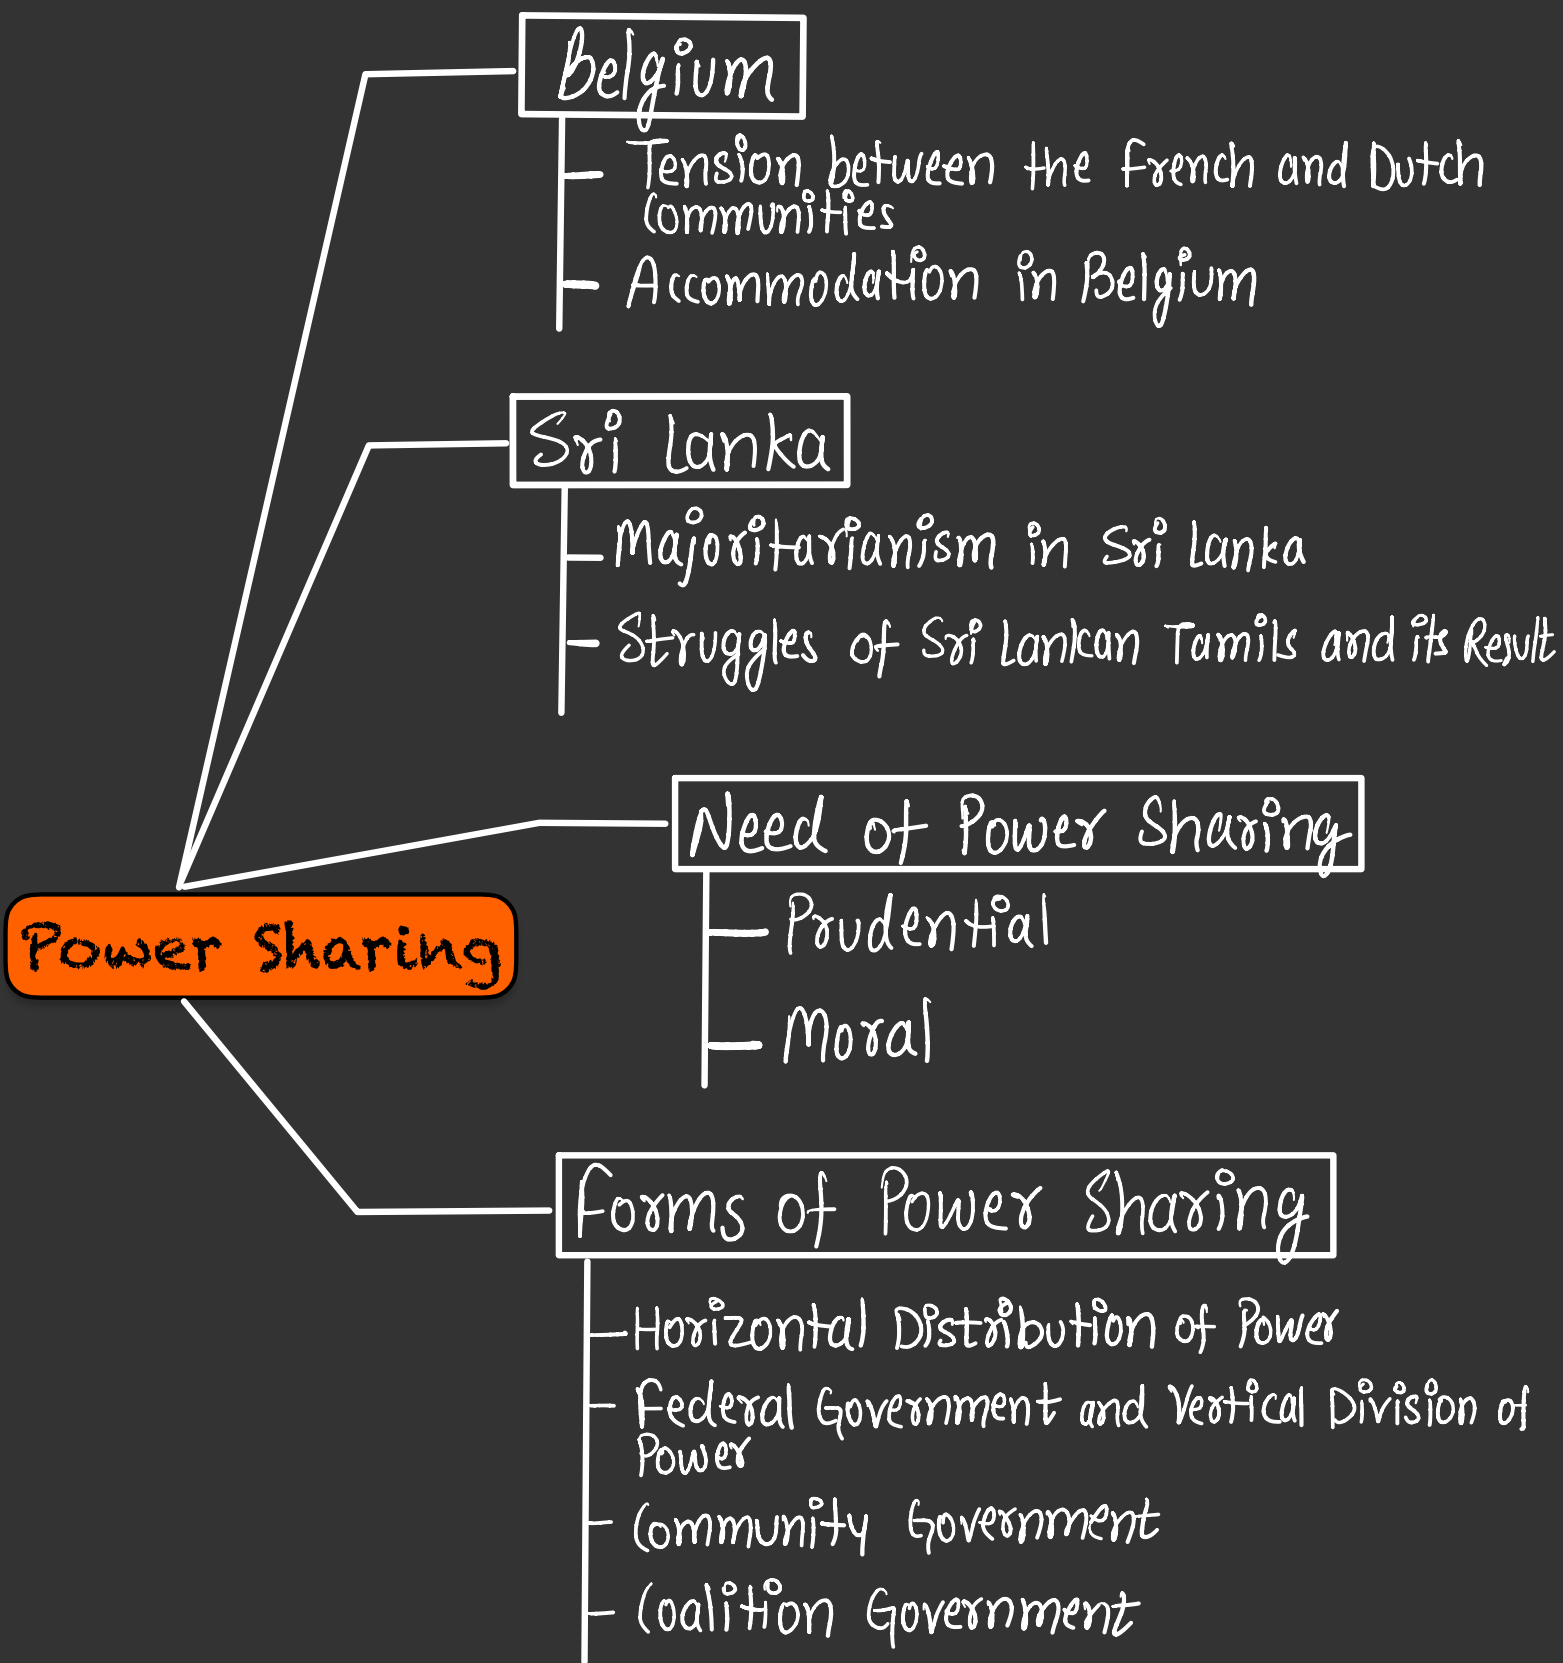 Belgium
Tension between the French and Dutch
Communities
Accommodation in Belgium
Sri Lanka
Majoritarianism in Sri Lanka
Struggles of Sri Lankan Tamils and its Result
Need of Power Sharing
Prudential
Power Sharing
Moral
Forms of Power Sharing
Horizontal Distribution of Power
Federal Government and Vertical Division of
Power
Community Government
Coalition Government